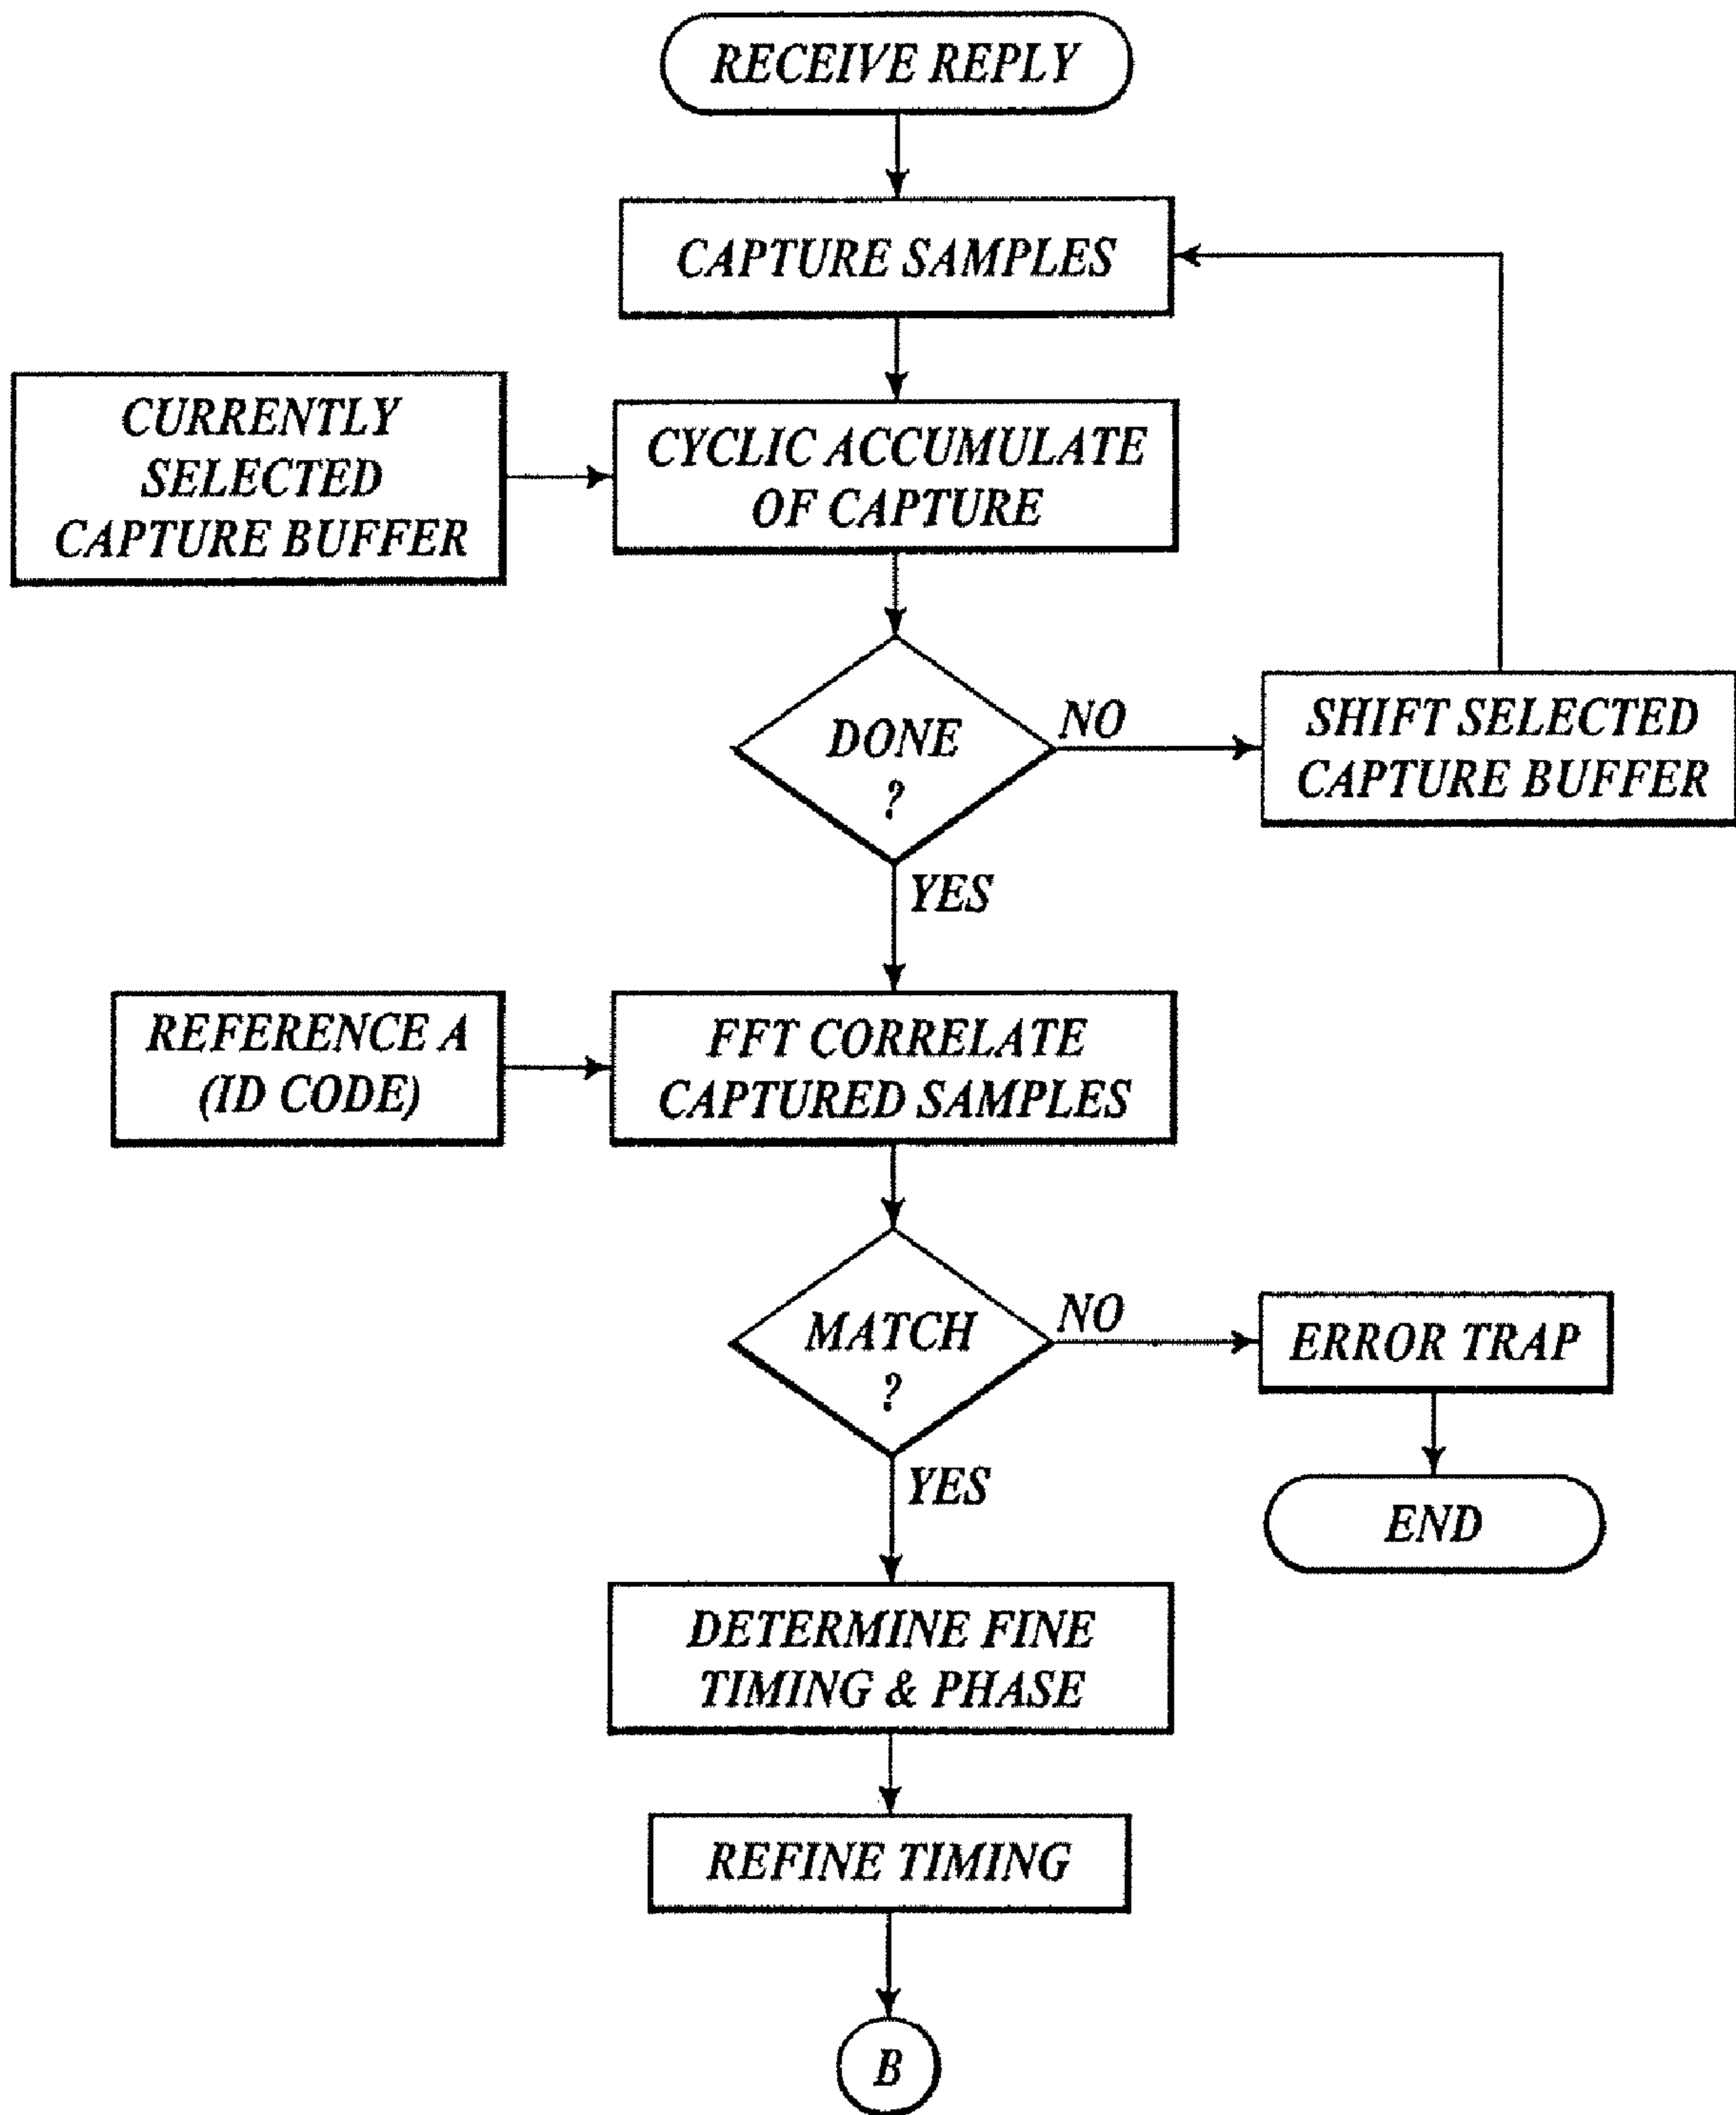 RECEIVE REPLY
CAPTURE SAMPLES
CURRENTLY
SELECTED
CAPTURE BUFFER
CYCLIC ACCUMULATE
OF CAPTURE
DONE
?
NO
SHIFT SELECTED
CAPTURE BUFFER
YES
REFERENCE A
(ID CODE)
FFT CORRELATE
CAPTURED SAMPLES
MATCH
?
NO
ERROR TRAP
END
YES
DETERMINE FINE
TIMING & PHASE
REFINE TIMING
B